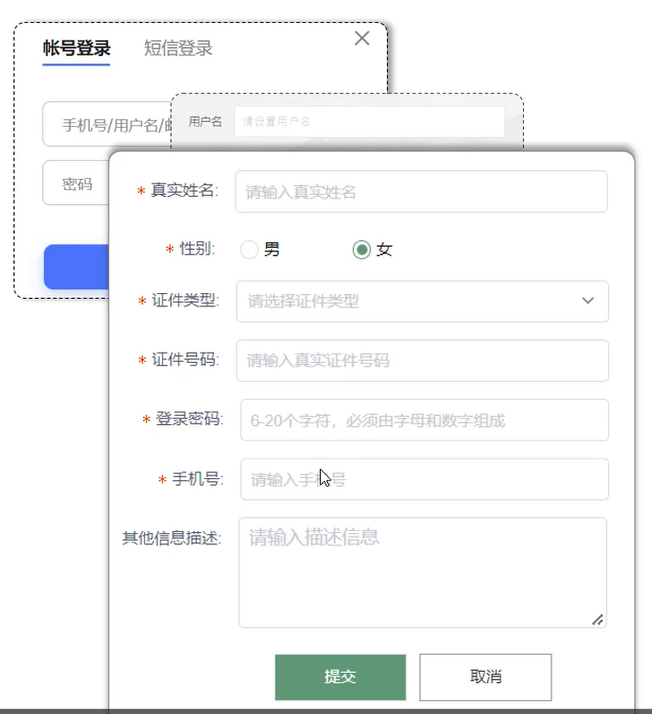 帐号登录 短信登录
手机号/用户名/
用户名 请设置用户名
密码
* 真实姓名: 请输入真实姓名
* 性别: 男 女
* 证件类型: 请选择证件类型
* 证件号码: 请输入真实证件号码
* 登录密码: 6-20个字符，必须由字母和数字组成
* 手机号: 请输入手机号
其他信息描述: 请输入描述信息
提交 取消